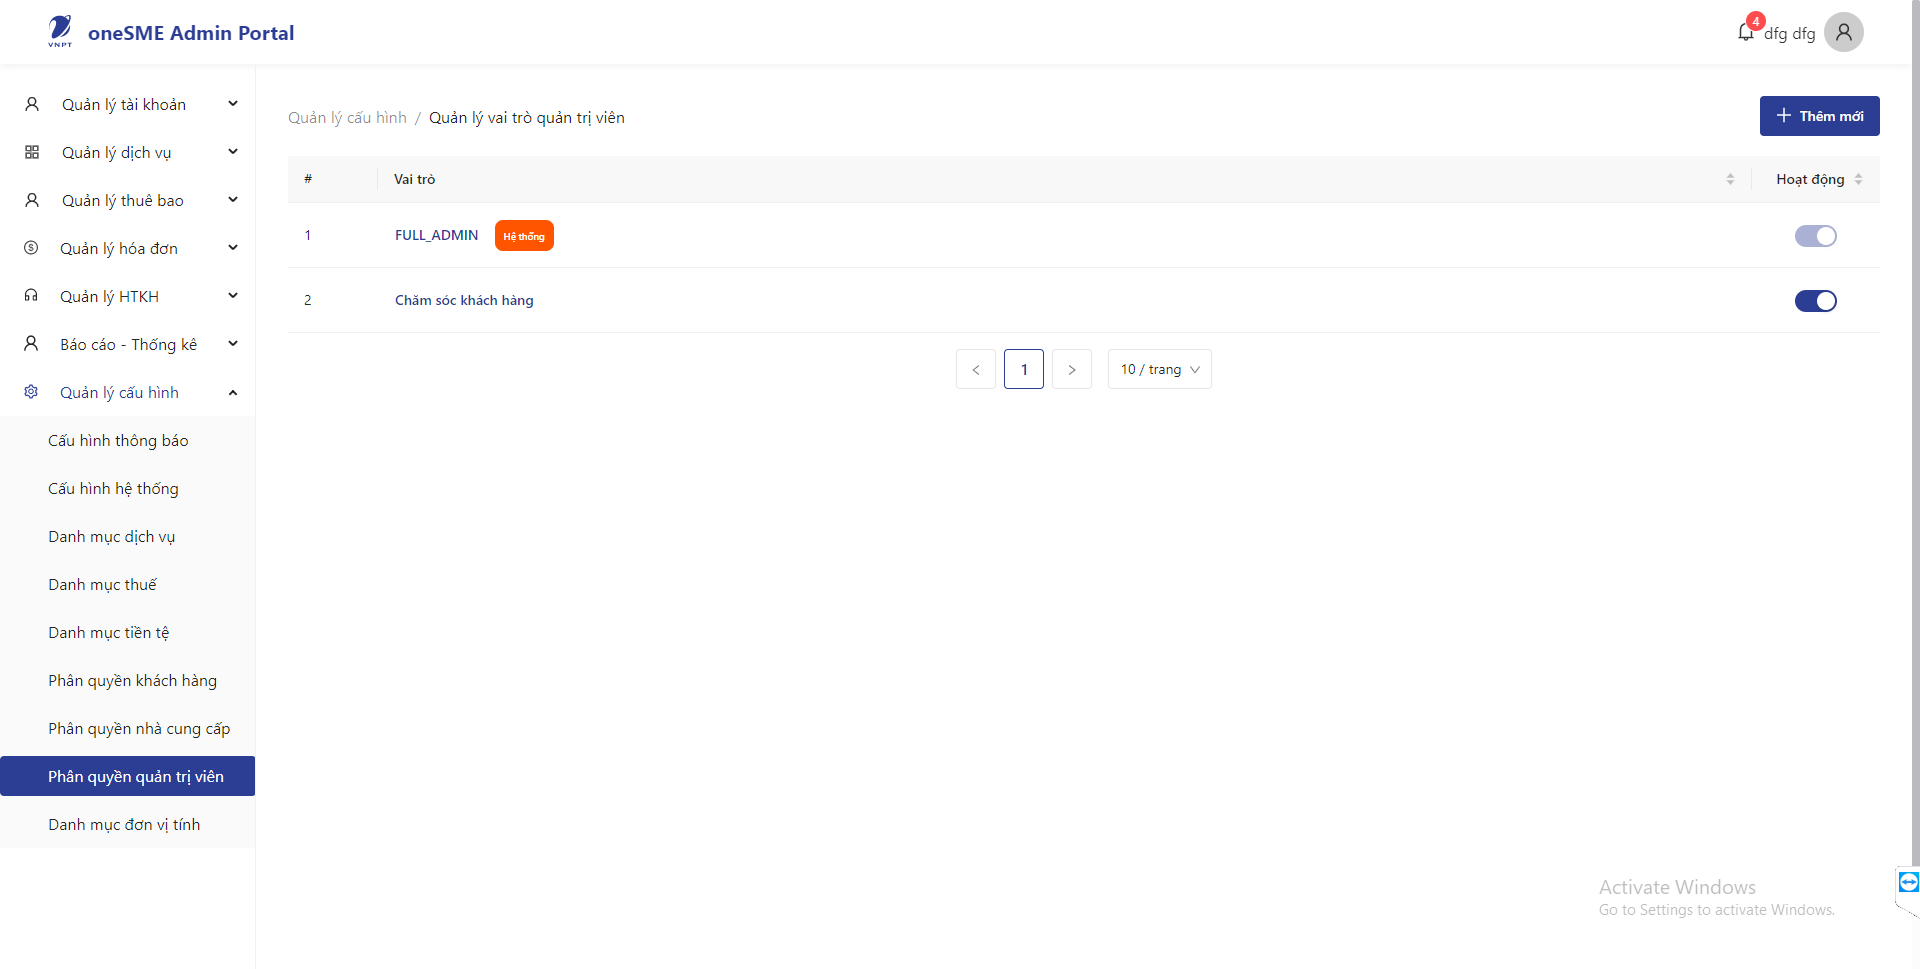 VNPT
oneSME Admin Portal
4
dfg dfg
Quản lý tài khoản
Quản lý dịch vụ
Quản lý thuê bao
Quản lý hóa đơn
Quản lý HTKH
Báo cáo - Thống kê
Quản lý cấu hình
Cấu hình thông báo
Cấu hình hệ thống
Danh mục dịch vụ
Danh mục thuế
Danh mục tiền tệ
Phân quyền khách hàng
Phân quyền nhà cung cấp
Phân quyền quản trị viên
Danh mục đơn vị tính
Quản lý cấu hình / Quản lý vai trò quản trị viên
Thêm mới
# Vai trò Hoạt động
1 FULL_ADMIN Hệ thống
2 Chăm sóc khách hàng
< 1 > 10 / trang
Activate Windows
Go to Settings to activate Windows.